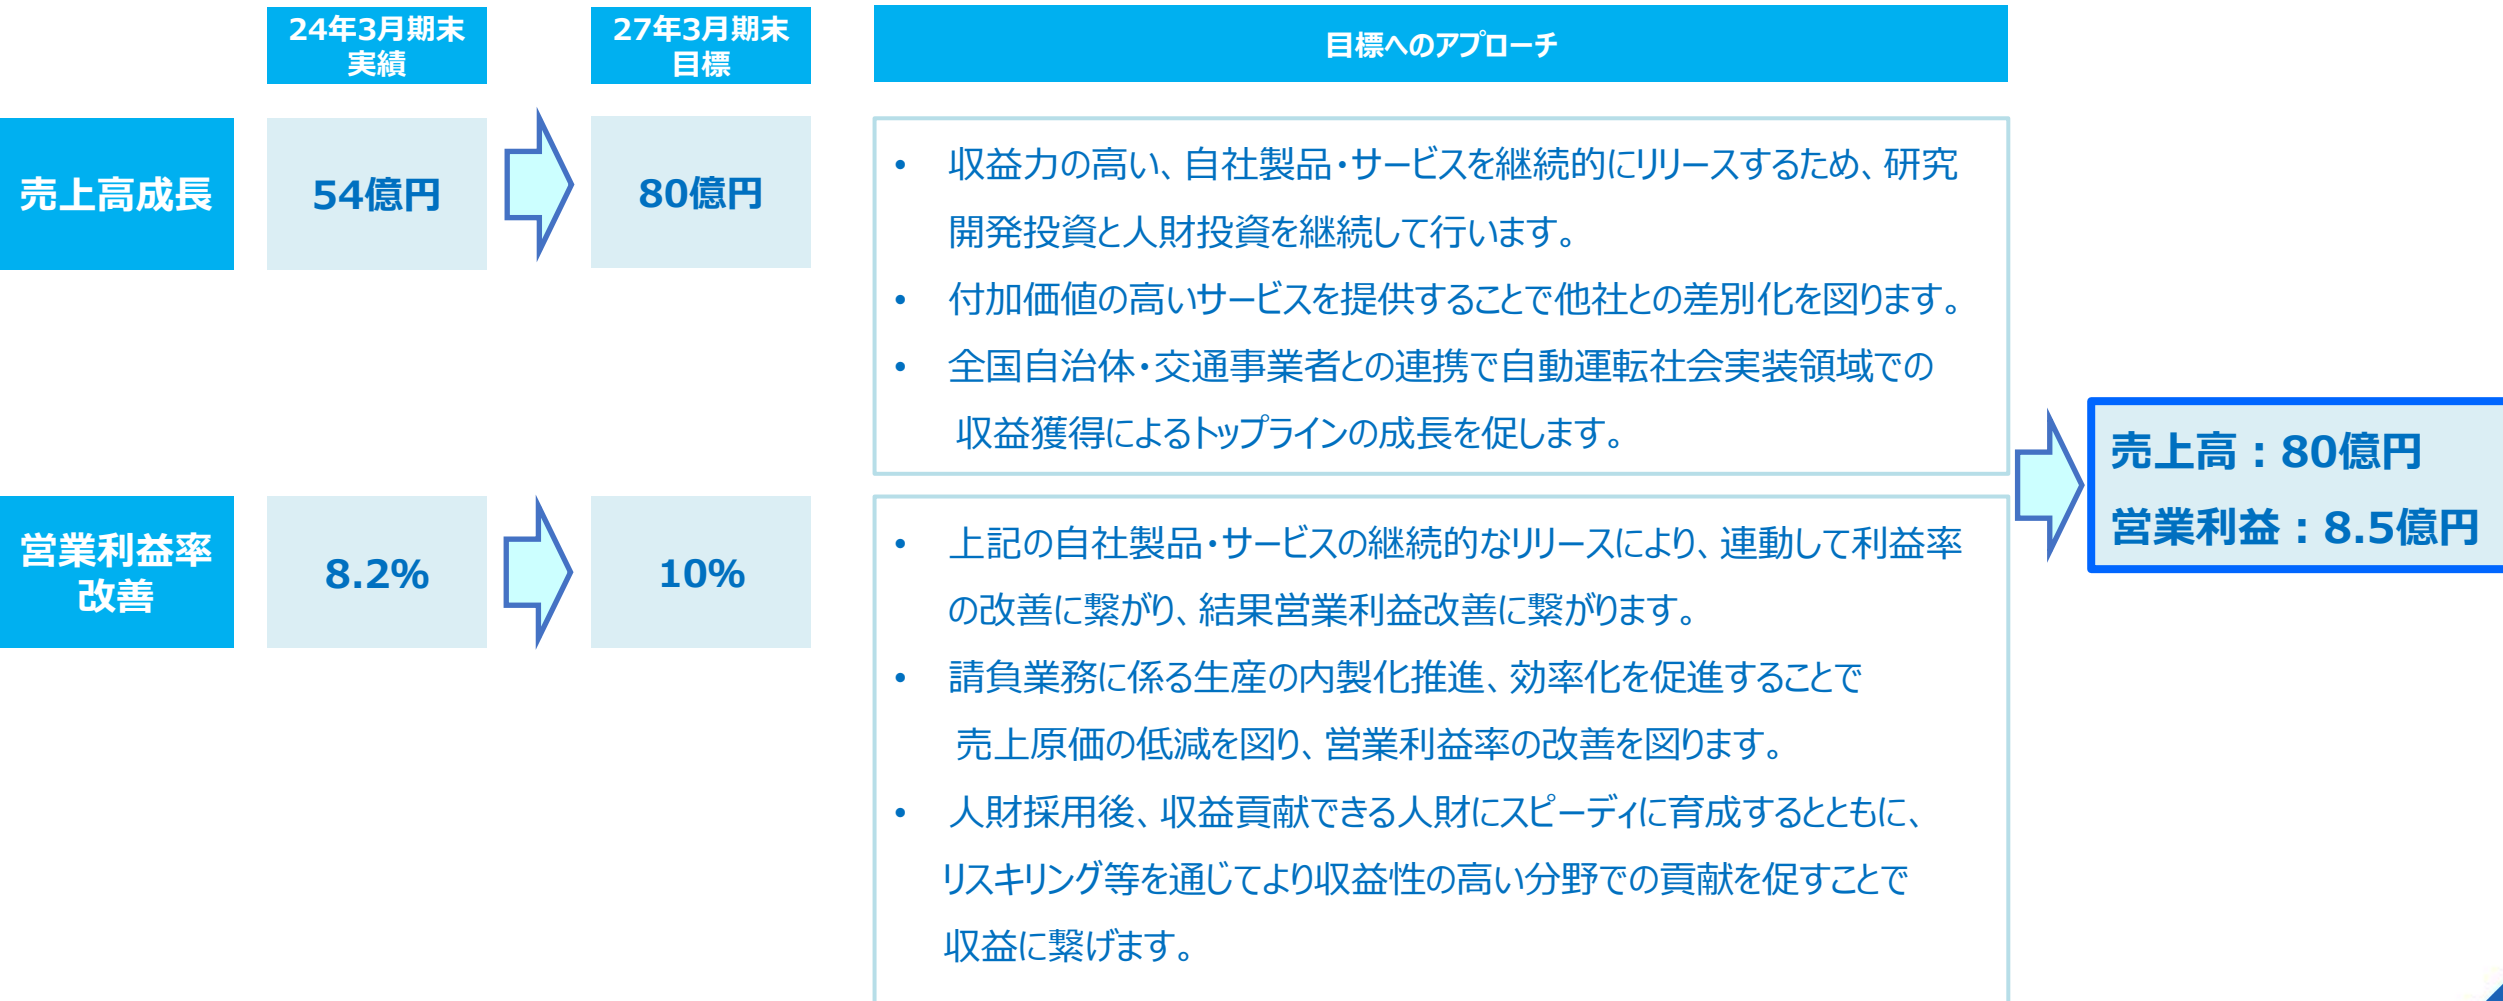 24年3月期末
実績
27年3月期末
目標
目標へのアプローチ
売上高成長
54億円
80億円
• 収益力の高い、自社製品・サービスを継続的にリリースするため、研究
開発投資と人財投資を継続して行います。
• 付加価値の高いサービスを提供することで他社との差別化を図ります。
• 全国自治体・交通事業者との連携で自動運転社会実装領域での
収益獲得によるトップラインの成長を促します。
営業利益率
改善
8.2%
10%
• 上記の自社製品・サービスの継続的なリリースにより、連動して利益率
の改善に繋がり、結果営業利益改善に繋がります。
• 請負業務に係る生産の内製化推進、効率化を促進することで
売上原価の低減を図り、営業利益率の改善を図ります。
• 人財採用後、収益貢献できる人財にスピーディに育成するとともに、
リスキリング等を通じてより収益性の高い分野での貢献を促すことで
収益に繋げます。
売上高：80億円
営業利益：8.5億円